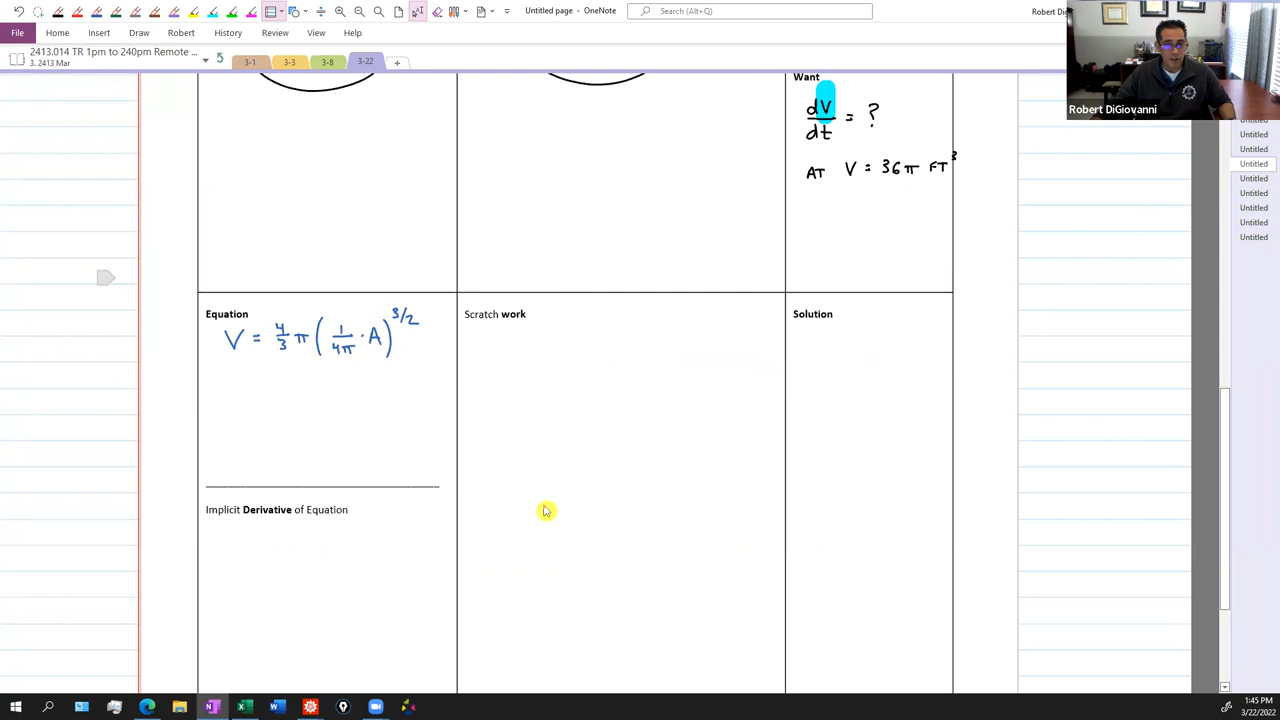 Untitled page - OneNote
Search (Alt+Q)
Robert Di
File Home Insert Draw Robert History Review View Help
2413.014 TR 1pm to 240pm Remote ...
3. 2413 Mar
5
3-1 3-3 3-8 3-22 +
Robert DiGiovanni
Want
dV/dt = ?
AT V = 36π FT³
Untitled
Untitled
Untitled
Untitled
Untitled
Untitled
Untitled
Untitled
Equation
V = 4/3 π (1/4π · A)^3/2
Scratch work
Solution
Implicit Derivative of Equation
1:45 PM
3/22/2022